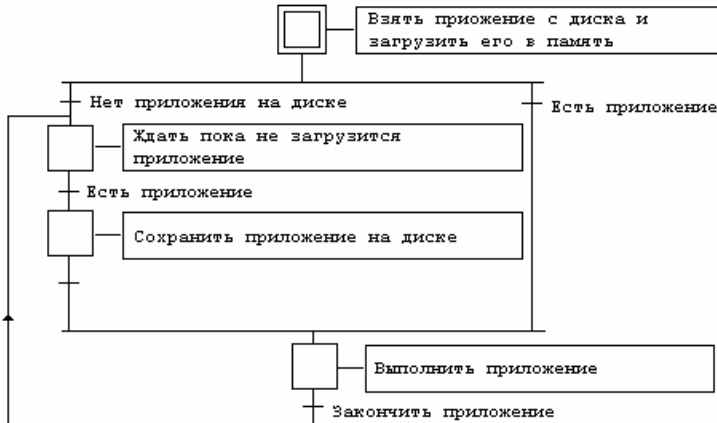 Взять приожение с диска и
загрузить его в память
Нет приложения на диске
Есть приложение
Ждать пока не загрузится
приложение
Есть приложение
Сохранить приложение на диске
Выполнить приложение
Закончить приложение